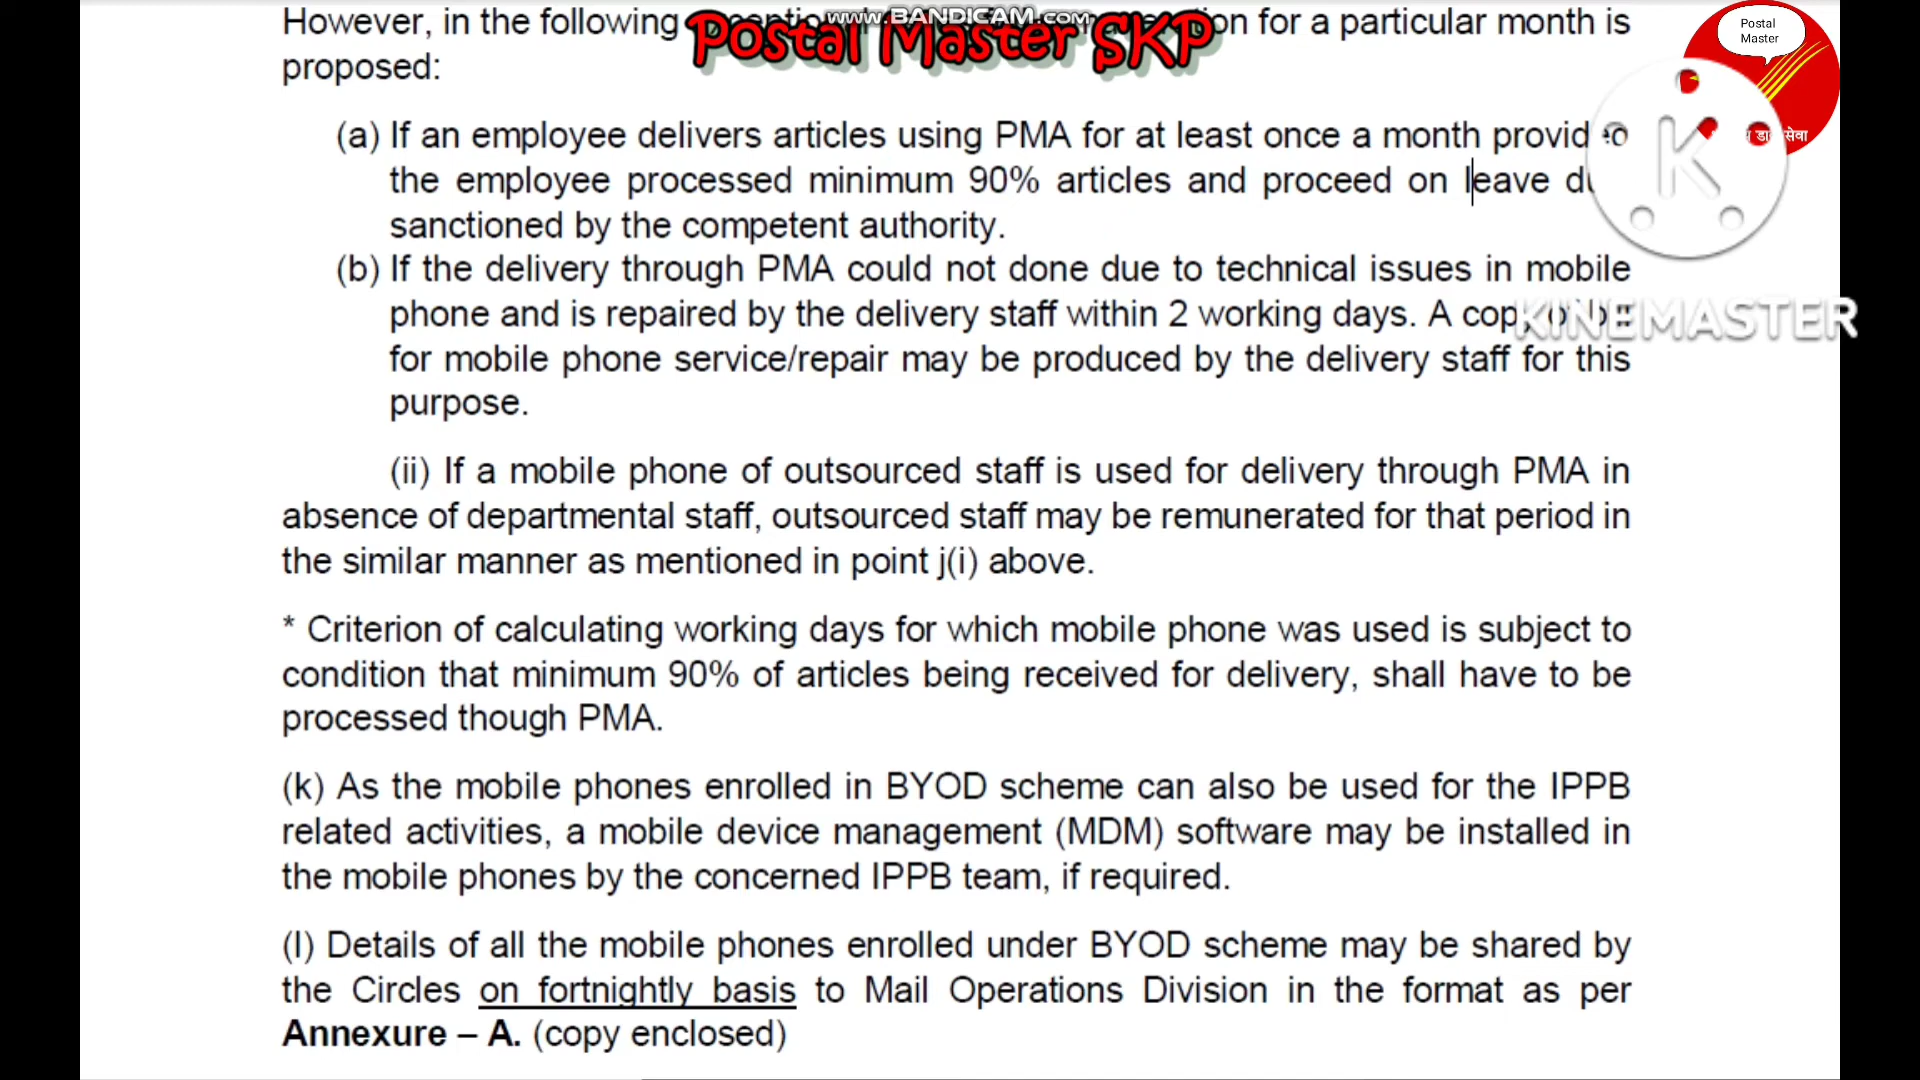 www.BANDICAM.com
Postal Master SKP
Postal
Master
However, in the following for a particular month is
proposed:
(a) If an employee delivers articles using PMA for at least once a month
the employee processed minimum 90% articles and proceed on leave
sanctioned by the competent authority.
(b) If the delivery through PMA could not done due to technical issues in mobile
phone and is repaired by the delivery staff within 2 working days. A
KINEMASTER
for mobile phone service/repair may be produced by the delivery staff for this
purpose.
(ii) If a mobile phone of outsourced staff is used for delivery through PMA in
absence of departmental staff, outsourced staff may be remunerated for that period in
the similar manner as mentioned in point j(i) above.
* Criterion of calculating working days for which mobile phone was used is subject to
condition that minimum 90% of articles being received for delivery, shall have to be
processed though PMA.
(k) As the mobile phones enrolled in BYOD scheme can also be used for the IPPB
related activities, a mobile device management (MDM) software may be installed in
the mobile phones by the concerned IPPB team, if required.
(l) Details of all the mobile phones enrolled under BYOD scheme may be shared by
the Circles on fortnightly basis to Mail Operations Division in the format as per
Annexure – A. (copy enclosed)